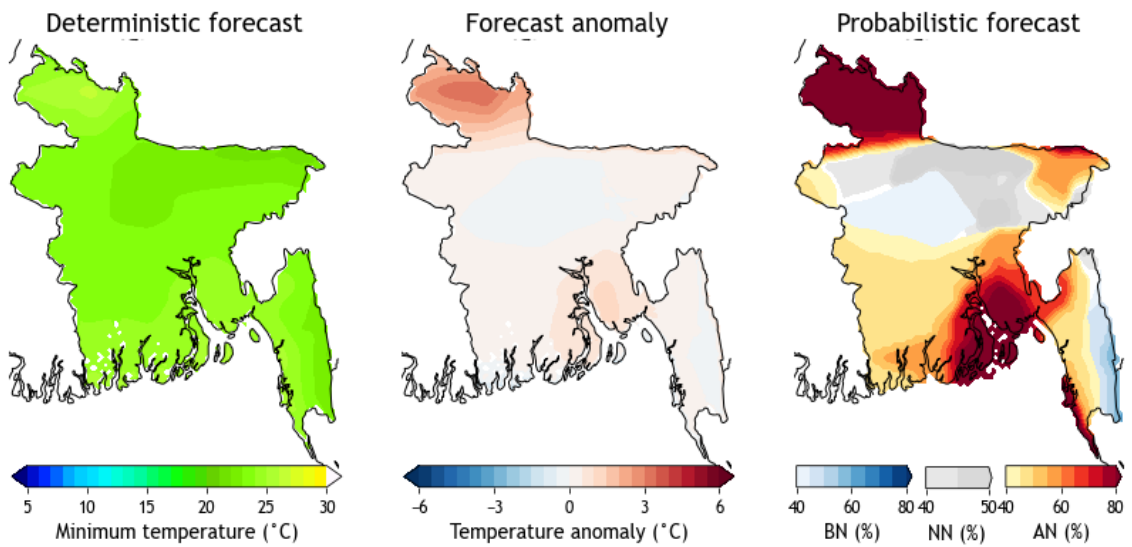 Deterministic forecast
Forecast anomaly
Probabilistic forecast
5 10 15 20 25 30
Minimum temperature (˚C)
−6 −3 0 3 6
Temperature anomaly (˚C)
40 60 80
BN (%)
40 50
NN (%)
40 60 80
AN (%)